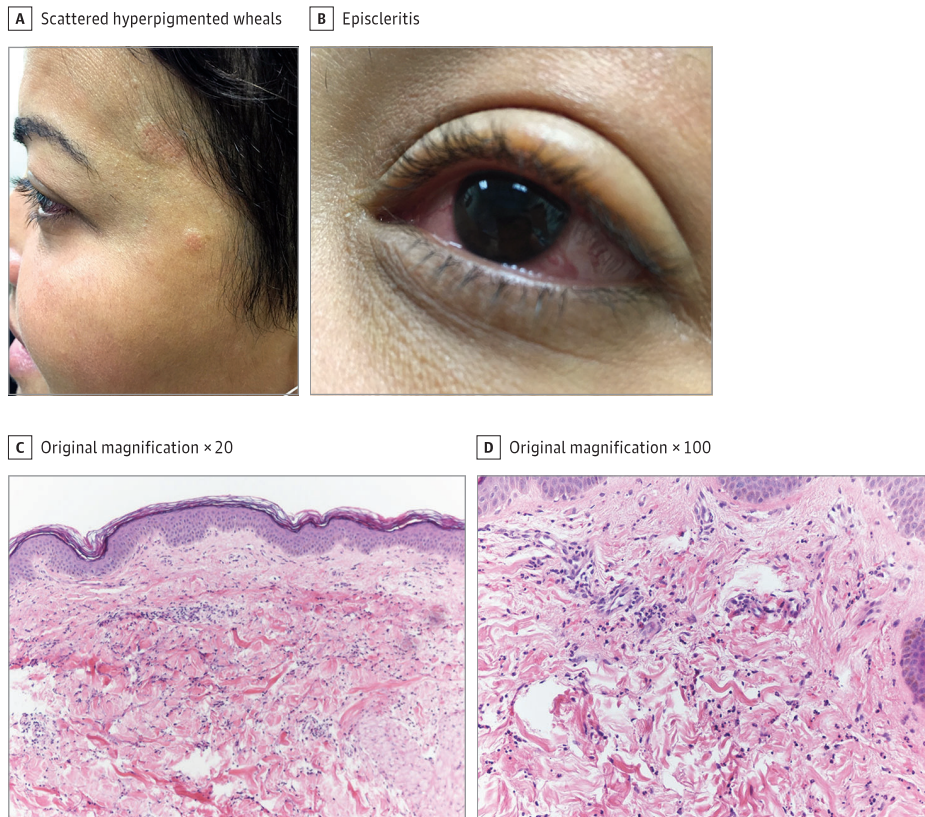 A Scattered hyperpigmented wheals
B Episcleritis
C Original magnification ×20
D Original magnification ×100